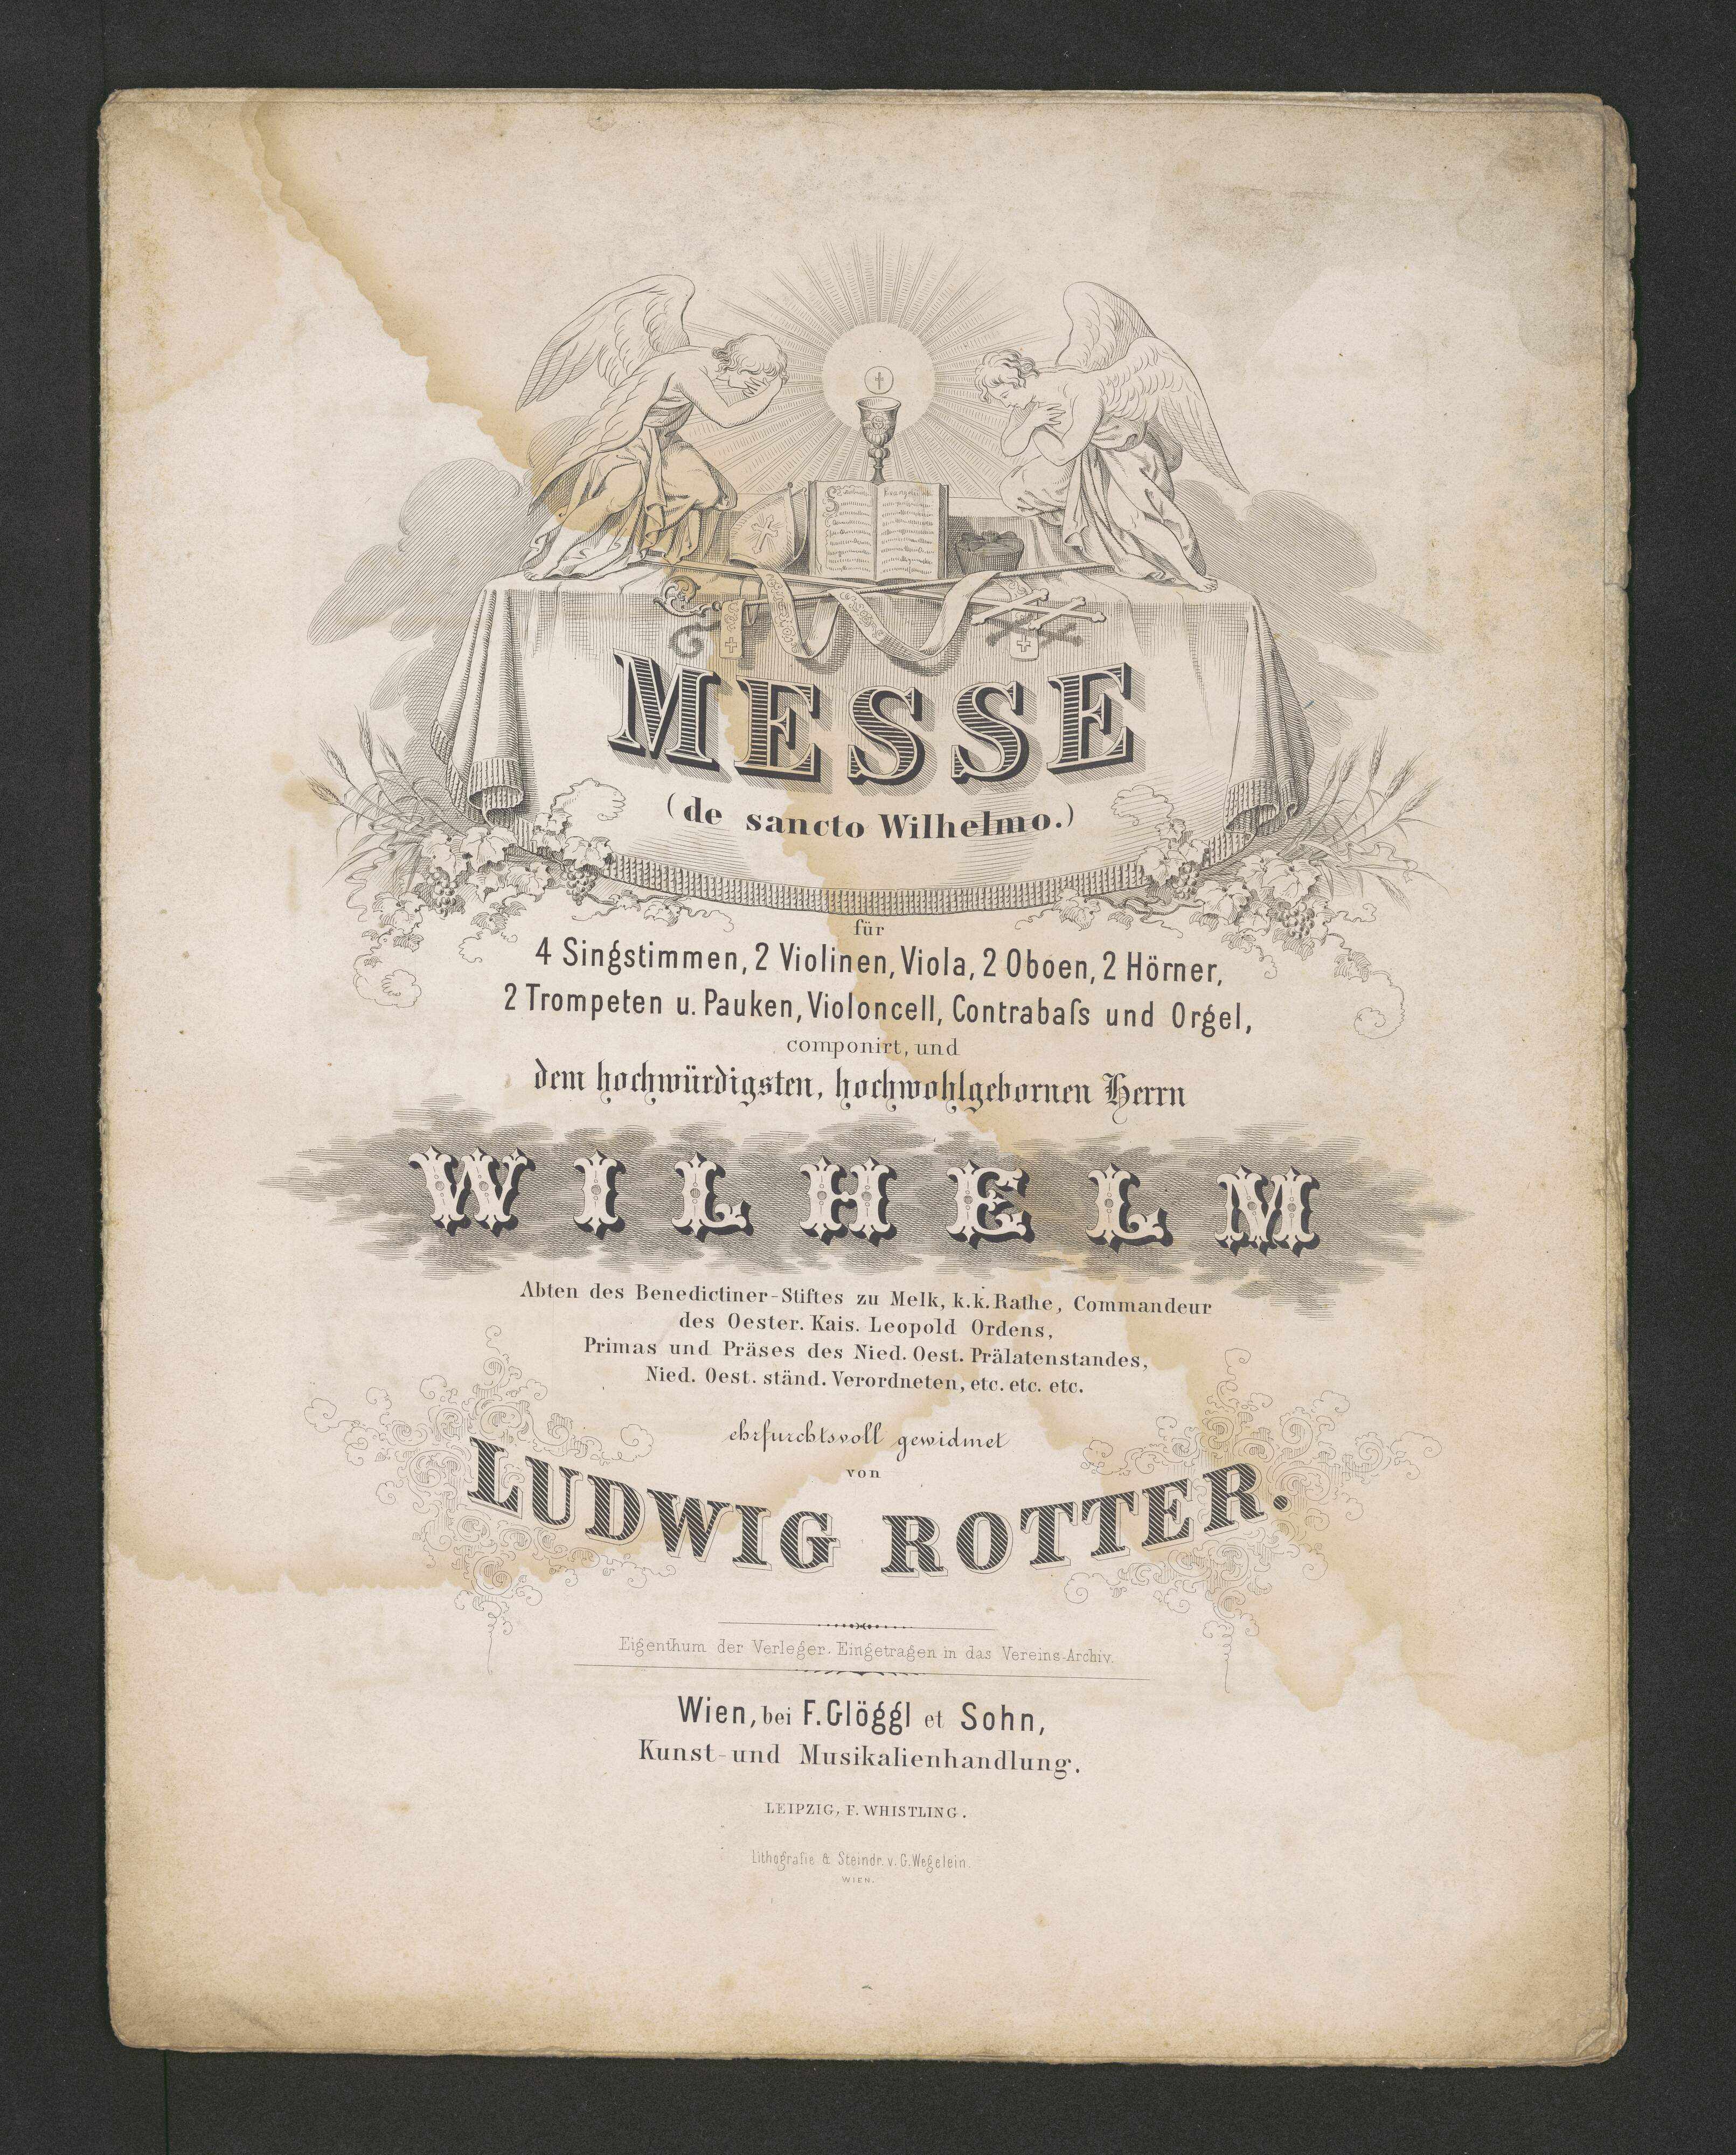 MESSE
(de sancto Wilhelmo.)
für
4 Singstimmen, 2 Violinen, Viola, 2 Oboen, 2 Hörner,
2 Trompeten u. Pauken, Violoncell, Contrabaſs und Orgel,
componirt, und
dem hochwürdigsten, hochwohlgebornen Herrn
WILHELM
Abten des Benedictiner-Stiftes zu Melk, k.k. Rathe, Commandeur
des Oester. Kais. Leopold Ordens,
Primas und Präses des Nied. Oest. Prälatenstandes,
Nied. Oest. ständ. Verordneten, etc. etc. etc.
ehrfurchtsvoll gewidmet
von
LUDWIG ROTTER.
Eigenthum der Verleger. Eingetragen in das Vereins-Archiv.
Wien, bei F. Glöggl et Sohn,
Kunst- und Musikalienhandlung.
LEIPZIG, F. WHISTLING.
Lithografie & Steindr. v. G. Wegelein.
WIEN.